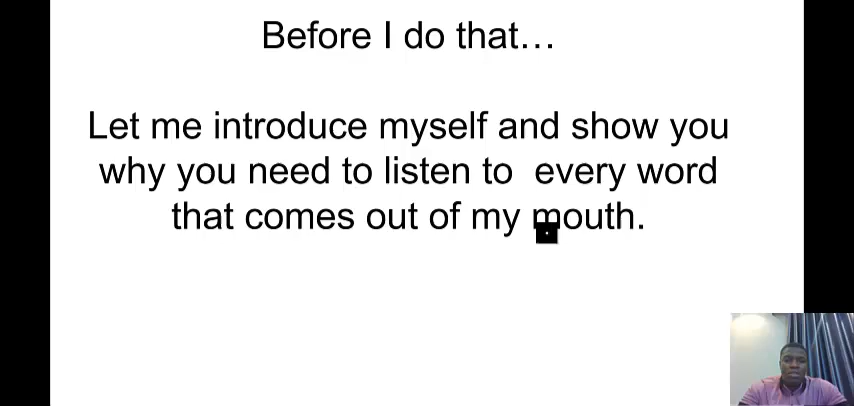 Before I do that…
Let me introduce myself and show you
why you need to listen to  every word
that comes out of my mouth.